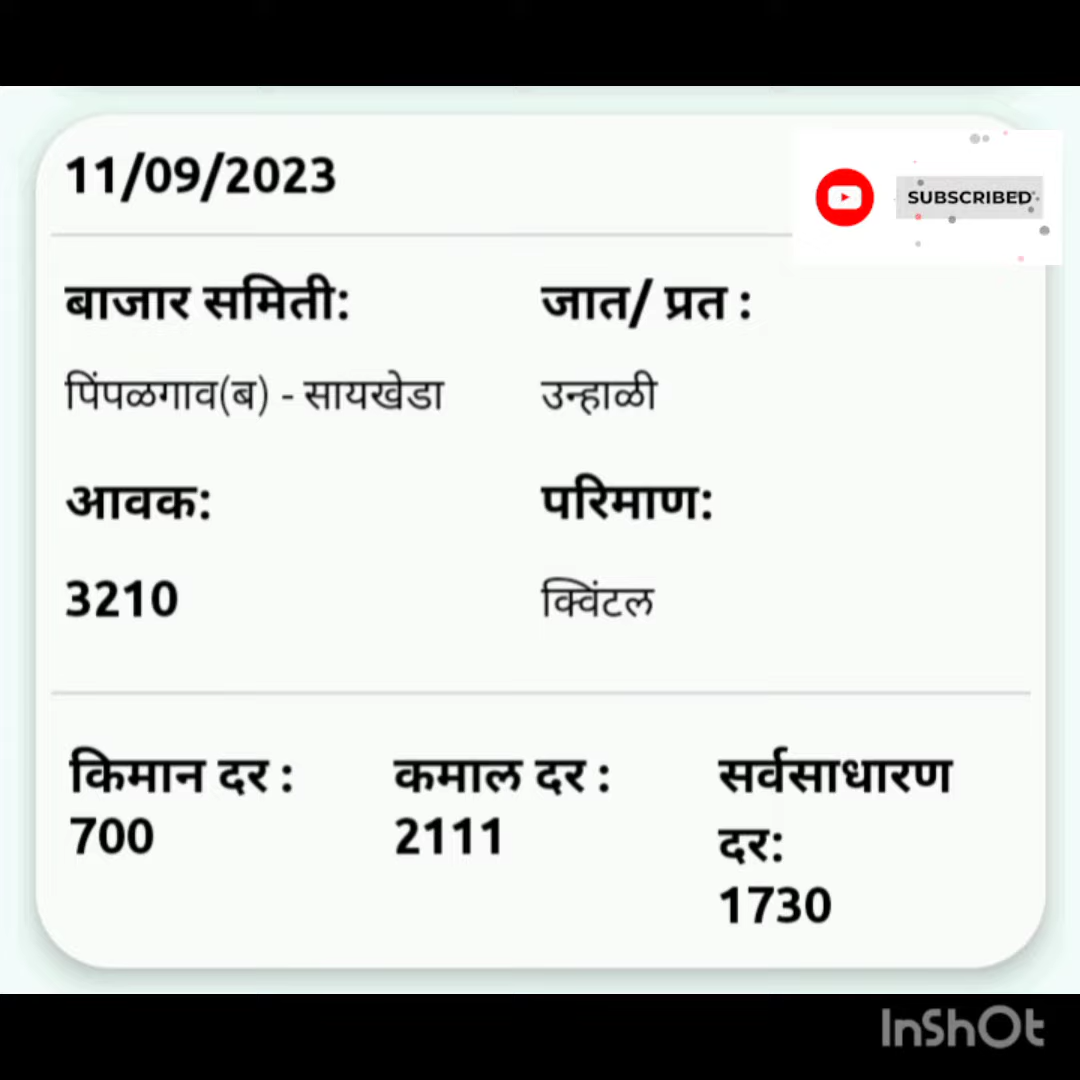 11/09/2023
SUBSCRIBED
बाजार समिती:
जात/ प्रत :
पिंपळगाव(ब) - सायखेडा
उन्हाळी
आवक:
परिमाण:
3210
क्विंटल
किमान दर :
700
कमाल दर :
2111
सर्वसाधारण
दर:
1730
InShOt